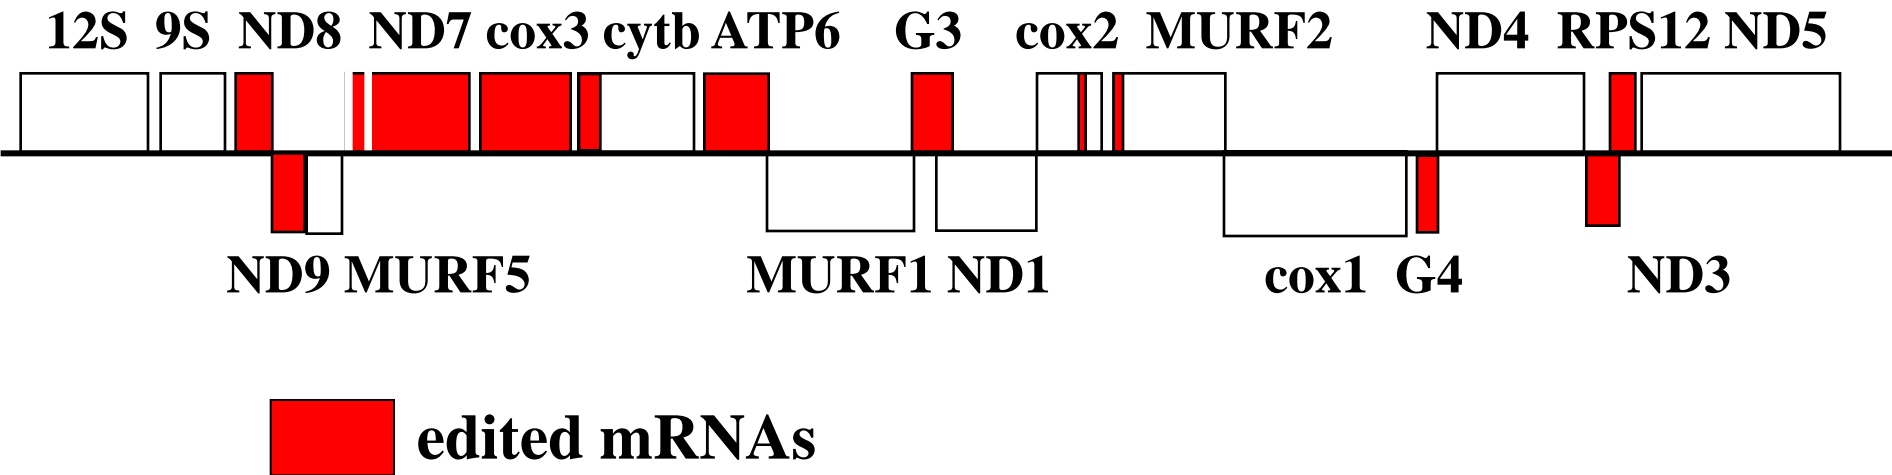 12S 9S ND8 ND7 cox3 cytb ATP6 G3 cox2 MURF2 ND4 RPS12 ND5
ND9 MURF5 MURF1 ND1 cox1 G4 ND3
edited mRNAs